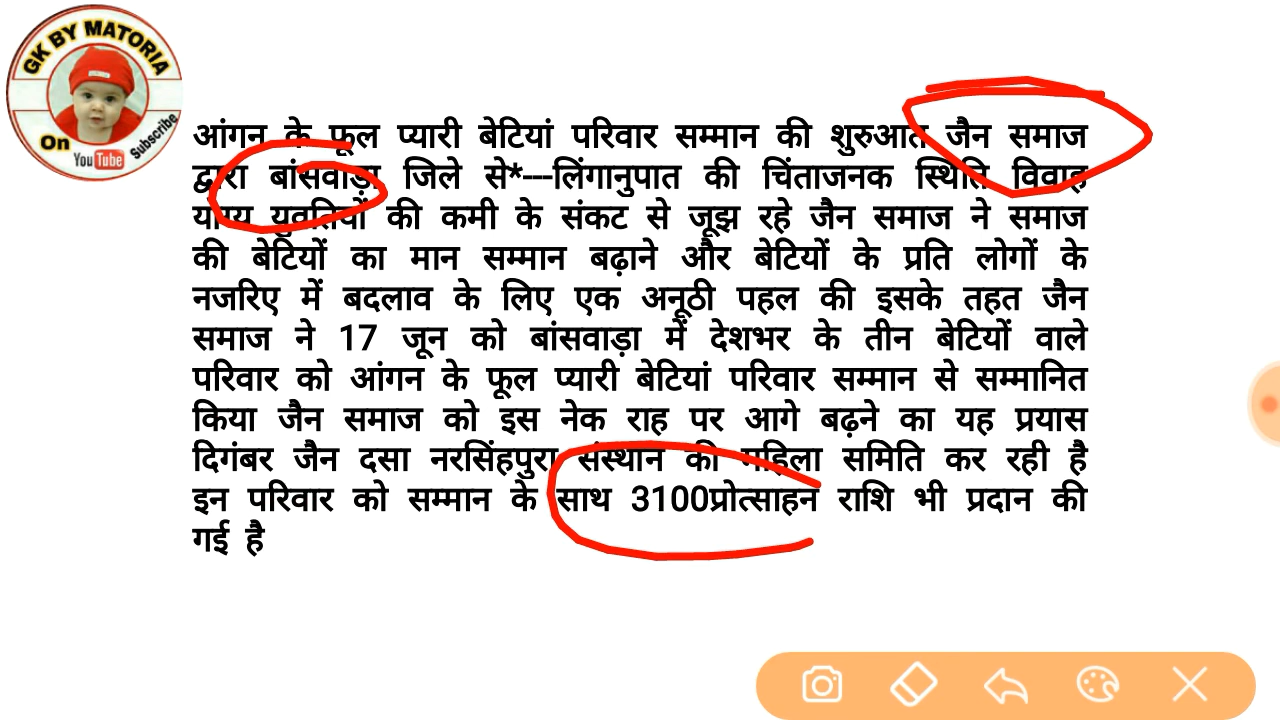 GK BY MATORIA
On YouTube Subscribe
आंगन के फूल प्यारी बेटियां परिवार सम्मान की शुरुआत जैन समाज
द्वारा बांसवाड़ा जिले से*---लिंगानुपात की चिंताजनक स्थिति विवाह
योग्य युवतियों की कमी के संकट से जूझ रहे जैन समाज ने समाज
की बेटियों का मान सम्मान बढ़ाने और बेटियों के प्रति लोगों के
नजरिए में बदलाव के लिए एक अनूठी पहल की इसके तहत जैन
समाज ने 17 जून को बांसवाड़ा में देशभर के तीन बेटियों वाले
परिवार को आंगन के फूल प्यारी बेटियां परिवार सम्मान से सम्मानित
किया जैन समाज को इस नेक राह पर आगे बढ़ने का यह प्रयास
दिगंबर जैन दसा नरसिंहपुरा संस्थान की महिला समिति कर रही है
इन परिवार को सम्मान के साथ 3100प्रोत्साहन राशि भी प्रदान की
गई है